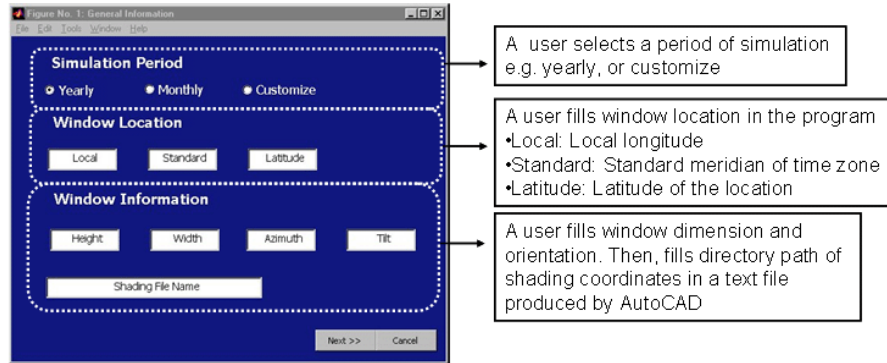 Figure No. 1: General Information
File Edit Tools Window Help
Simulation Period
Yearly Monthly Customize
Window Location
Local Standard Latitude
Window Information
Height Width Azimuth Tilt
Shading File Name
Next >> Cancel
A user selects a period of simulation
e.g. yearly, or customize
A user fills window location in the program
•Local: Local longitude
•Standard: Standard meridian of time zone
•Latitude: Latitude of the location
A user fills window dimension and
orientation. Then, fills directory path of
shading coordinates in a text file
produced by AutoCAD